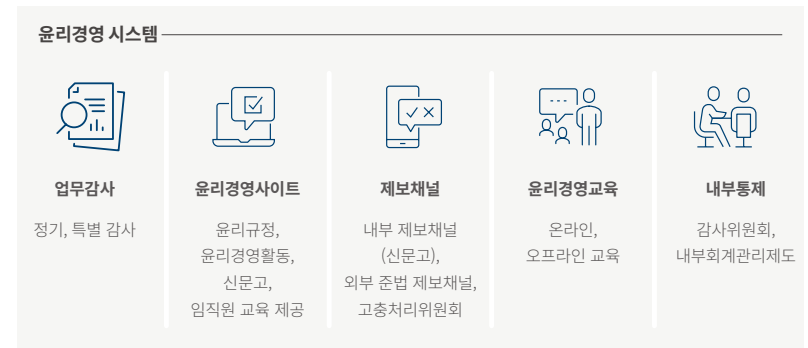 윤리경영 시스템
업무감사
정기, 특별 감사
윤리경영사이트
윤리규정,
윤리경영활동,
신문고,
임직원 교육 제공
제보채널
내부 제보채널
(신문고),
외부 준법 제보채널,
고충처리위원회
윤리경영교육
온라인,
오프라인 교육
내부통제
감사위원회,
내부회계관리제도